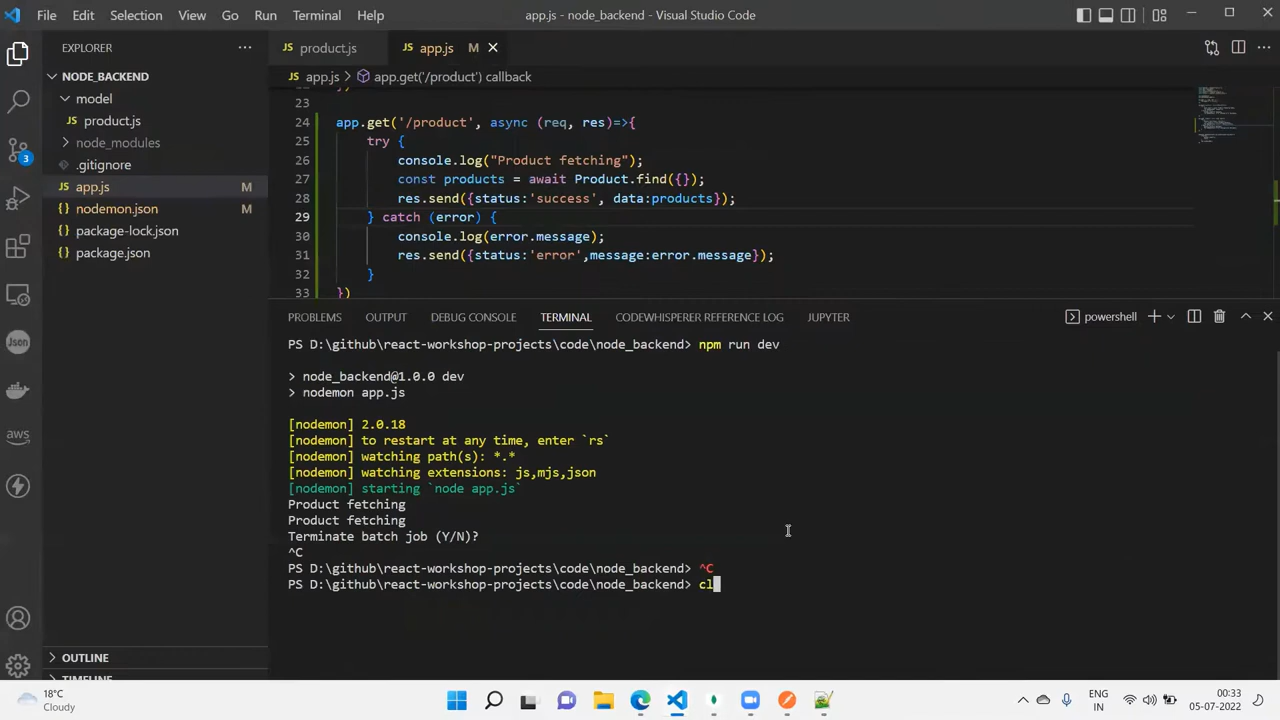 File Edit Selection View Go Run Terminal Help
app.js - node_backend - Visual Studio Code
EXPLORER
NODE_BACKEND
model
product.js
node_modules
.gitignore
app.js M
nodemon.json M
package-lock.json
package.json
OUTLINE
3
JSON
aws
product.js
app.js M
app.js > app.get('/product') callback
23
24 app.get('/product', async (req, res)=>{
25 try {
26 console.log("Product fetching");
27 const products = await Product.find({});
28 res.send({status:'success', data:products});
29 } catch (error) {
30 console.log(error.message);
31 res.send({status:'error',message:error.message});
32 }
33 })
PROBLEMS OUTPUT DEBUG CONSOLE TERMINAL CODEWHISPERER REFERENCE LOG JUPYTER
powershell
PS D:\github\react-workshop-projects\code\node_backend> npm run dev
> node_backend@1.0.0 dev
> nodemon app.js
[nodemon] 2.0.18
[nodemon] to restart at any time, enter `rs`
[nodemon] watching path(s): *.*
[nodemon] watching extensions: js,mjs,json
[nodemon] starting `node app.js`
Product fetching
Product fetching
Terminate batch job (Y/N)?
^C
PS D:\github\react-workshop-projects\code\node_backend> ^C
PS D:\github\react-workshop-projects\code\node_backend> cl
18°C
Cloudy
ENG
IN
00:33
05-07-2022